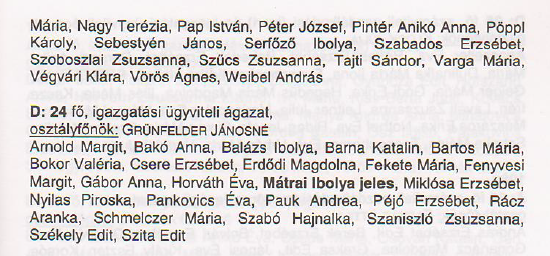 Mária, Nagy Terézia, Pap István, Péter József, Pintér Anikó Anna, Pöppl
Károly, Sebestyén János, Serfőző Ibolya, Szabados Erzsébet,
Szoboszlai Zsuzsanna, Szűcs Zsuzsanna, Tajti Sándor, Varga Mária,
Végvári Klára, Vörös Ágnes, Weibel András
D: 24 fő, igazgatási ügyviteli ágazat,
osztályfőnök: GRÜNFELDER JÁNOSNÉ
Arnold Margit, Bakó Anna, Balázs Ibolya, Barna Katalin, Bartos Mária,
Bokor Valéria, Csere Erzsébet, Erdődi Magdolna, Fekete Mária, Fenyvesi
Margit, Gábor Anna, Horváth Éva, Mátrai Ibolya jeles, Miklósa Erzsébet,
Nyilas Piroska, Pankovics Éva, Pauk Andrea, Péjó Erzsébet, Rácz
Aranka, Schmelczer Mária, Szabó Hajnalka, Szaniszló Zsuzsanna,
Székely Edit, Szita Edit